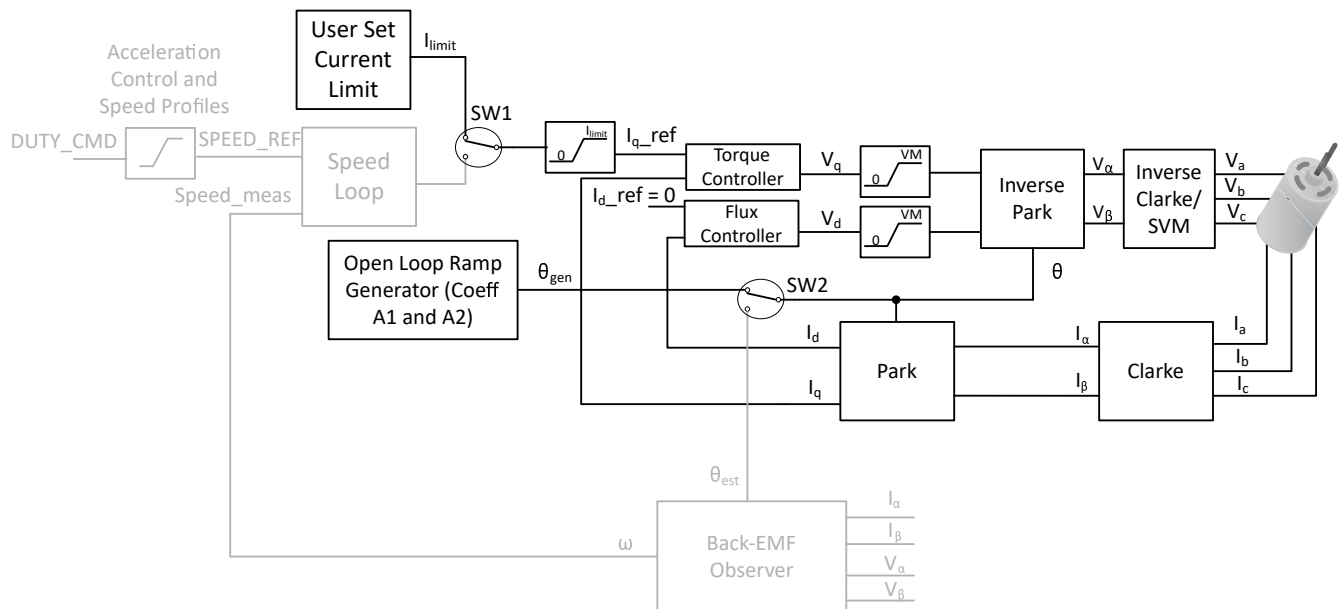 User Set
Current
Limit
I_limit
Acceleration
Control and
Speed Profiles
DUTY_CMD
SPEED_REF
Speed_meas
Speed
Loop
SW1
0
I_limit
I_q_ref
Torque
Controller
V_q
0
VM
I_d_ref = 0
Flux
Controller
V_d
0
VM
Inverse
Park
V_α
V_β
Inverse
Clarke/
SVM
V_a
V_b
V_c
Open Loop Ramp
Generator (Coeff
A1 and A2)
θ_gen
SW2
θ
I_d
I_q
Park
I_α
I_β
Clarke
I_a
I_b
I_c
θ_est
ω
Back-EMF
Observer
I_α
I_β
V_α
V_β